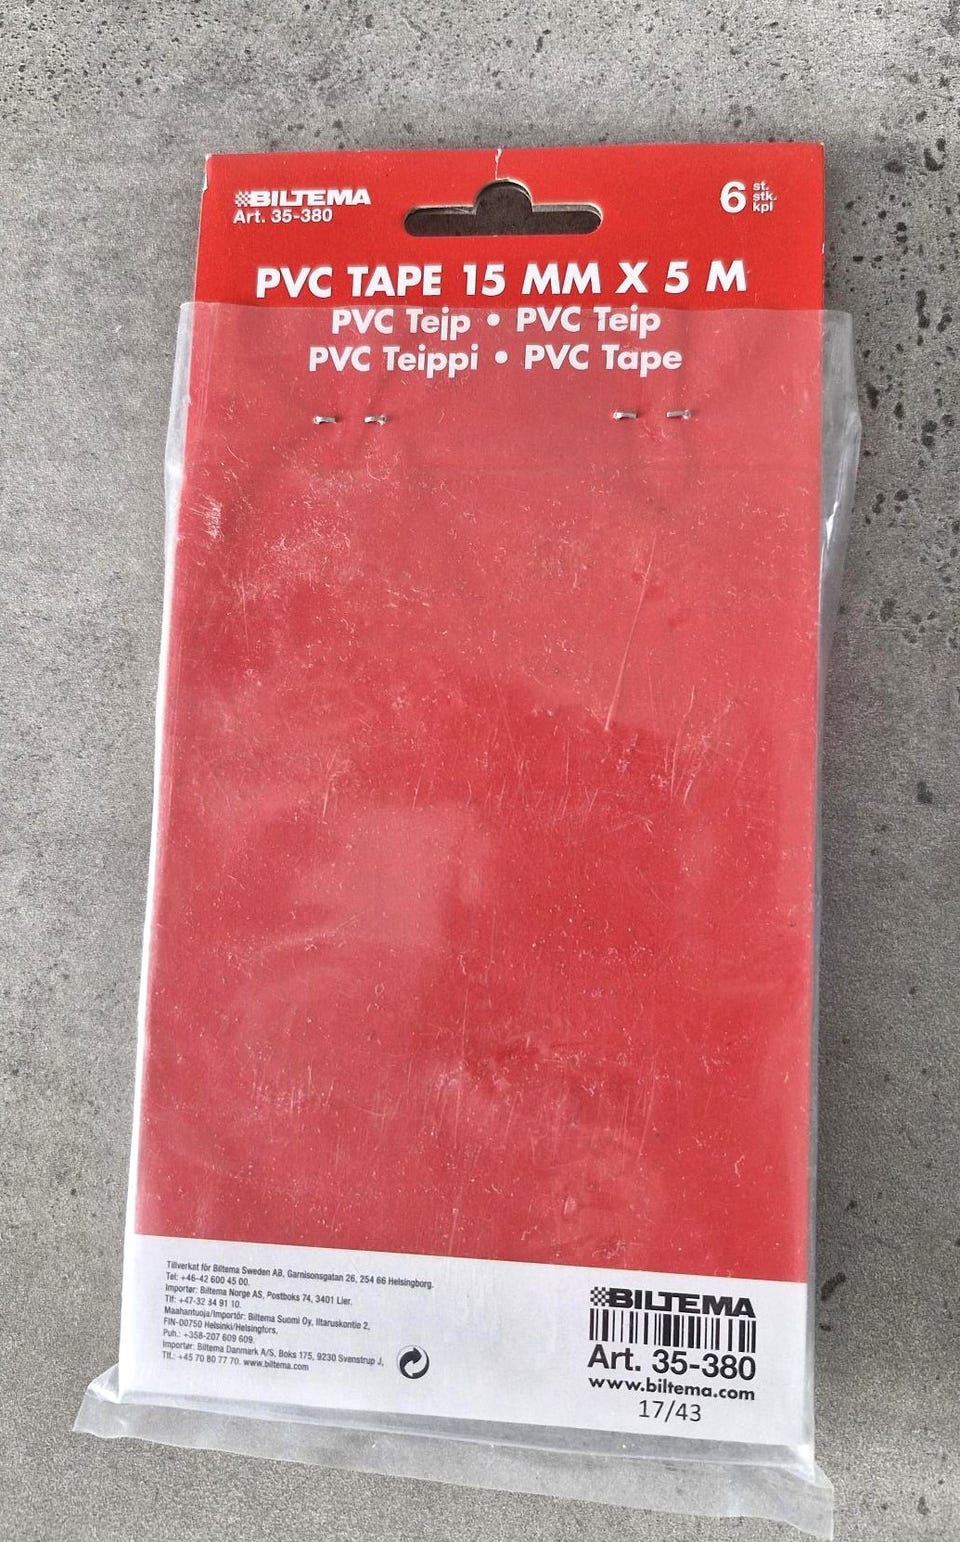 BILTEMA
Art. 35-380
6 st.
stk.
kpl
PVC TAPE 15 MM X 5 M
PVC Tejp • PVC Teip
PVC Teippi • PVC Tape
Tillverkat för Biltema Sweden AB, Garnisonsgatan 26, 254 66 Helsingborg.
Tel: +46-42 600 45 00.
Importør: Biltema Norge AS, Postboks 74, 3401 Lier.
Tlf: +47-32 84 91 10.
Maahantuoja/Importör: Biltema Suomi Oy, Iltaruskontie 2,
FIN-00750 Helsinki/Helsingfors,
Puh.: +358-207 609 609.
Importør: Biltema Danmark A/S, Boks 175, 9230 Svenstrup J,
Tlf.: +45 70 80 77 70. www.biltema.com
BILTEMA
Art. 35-380
www.biltema.com
17/43